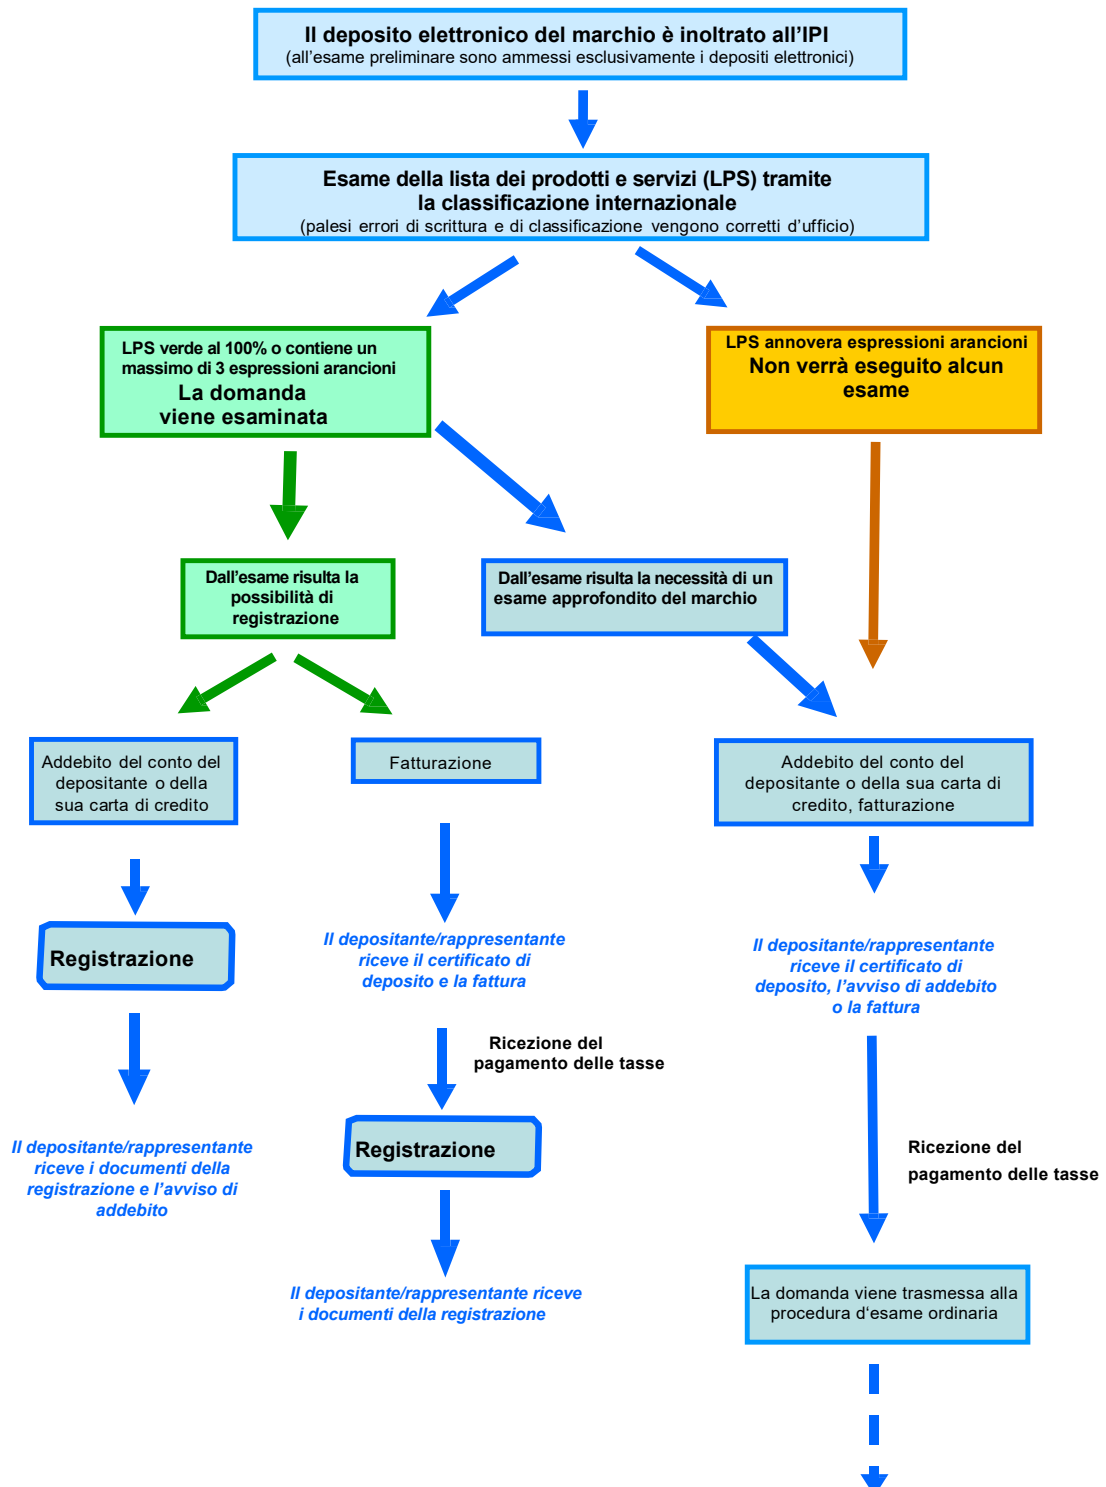 Il deposito elettronico del marchio è inoltrato all'IPI
(all'esame preliminare sono ammessi esclusivamente i depositi elettronici)
Esame della lista dei prodotti e servizi (LPS) tramite
la classificazione internazionale
(palesi errori di scrittura e di classificazione vengono corretti d'ufficio)
LPS verde al 100% o contiene un
massimo di 3 espressioni arancioni
La domanda
viene esaminata
LPS annovera espressioni arancioni
Non verrà eseguito alcun
esame
Dall'esame risulta la
possibilità di
registrazione
Dall'esame risulta la necessità di un
esame approfondito del marchio
Addebito del conto del
depositante o della
sua carta di credito
Fatturazione
Addebito del conto del
depositante o della sua carta di
credito, fatturazione
Registrazione
Il depositante/rappresentante
riceve il certificato di
deposito e la fattura
Il depositante/rappresentante
riceve il certificato di
deposito, l'avviso di addebito
o la fattura
Ricezione del
pagamento delle tasse
Registrazione
Il depositante/rappresentante
riceve i documenti della
registrazione e l'avviso di
addebito
Ricezione del
pagamento delle tasse
Il depositante/rappresentante riceve
i documenti della registrazione
La domanda viene trasmessa alla
procedura d‘esame ordinaria